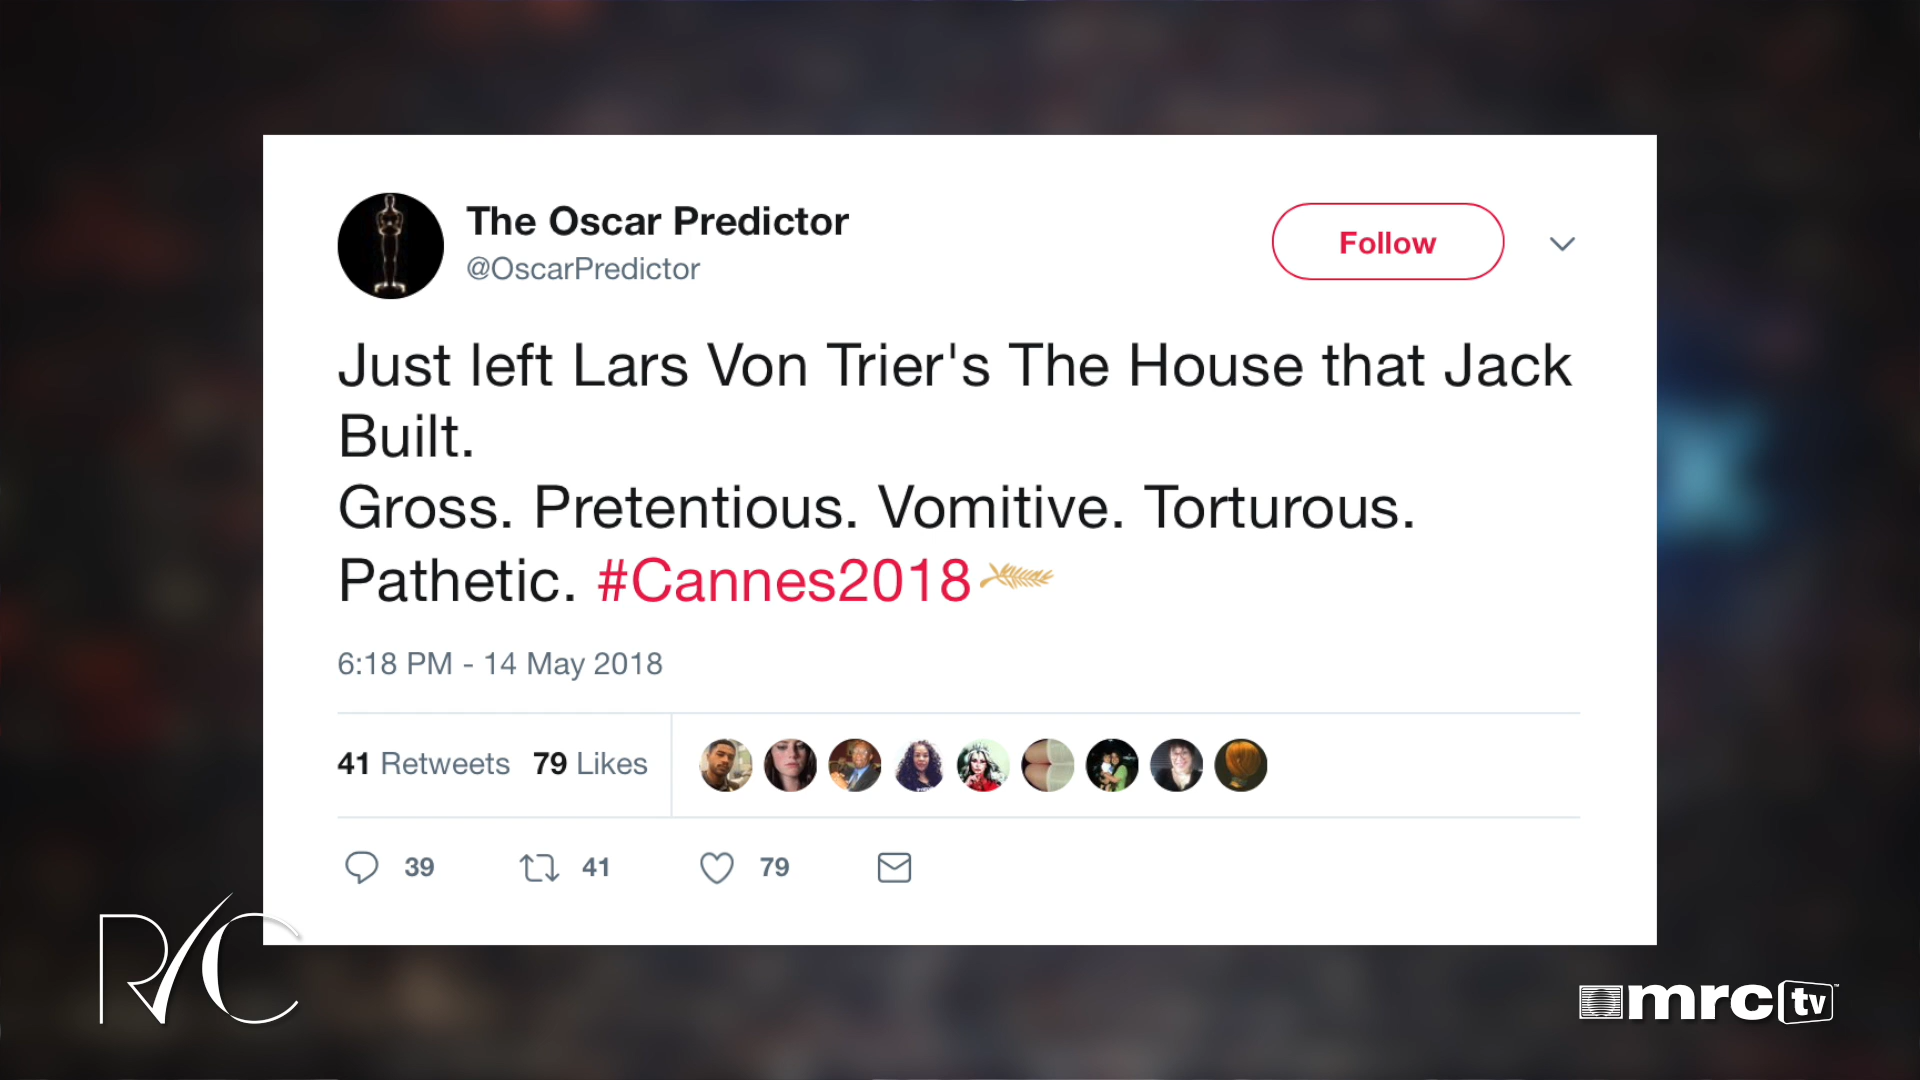 The Oscar Predictor
@OscarPredictor
Follow
Just left Lars Von Trier's The House that Jack
Built.
Gross. Pretentious. Vomitive. Torturous.
Pathetic. #Cannes2018
6:18 PM - 14 May 2018
41 Retweets 79 Likes
39 41 79
R/C
mrc tv